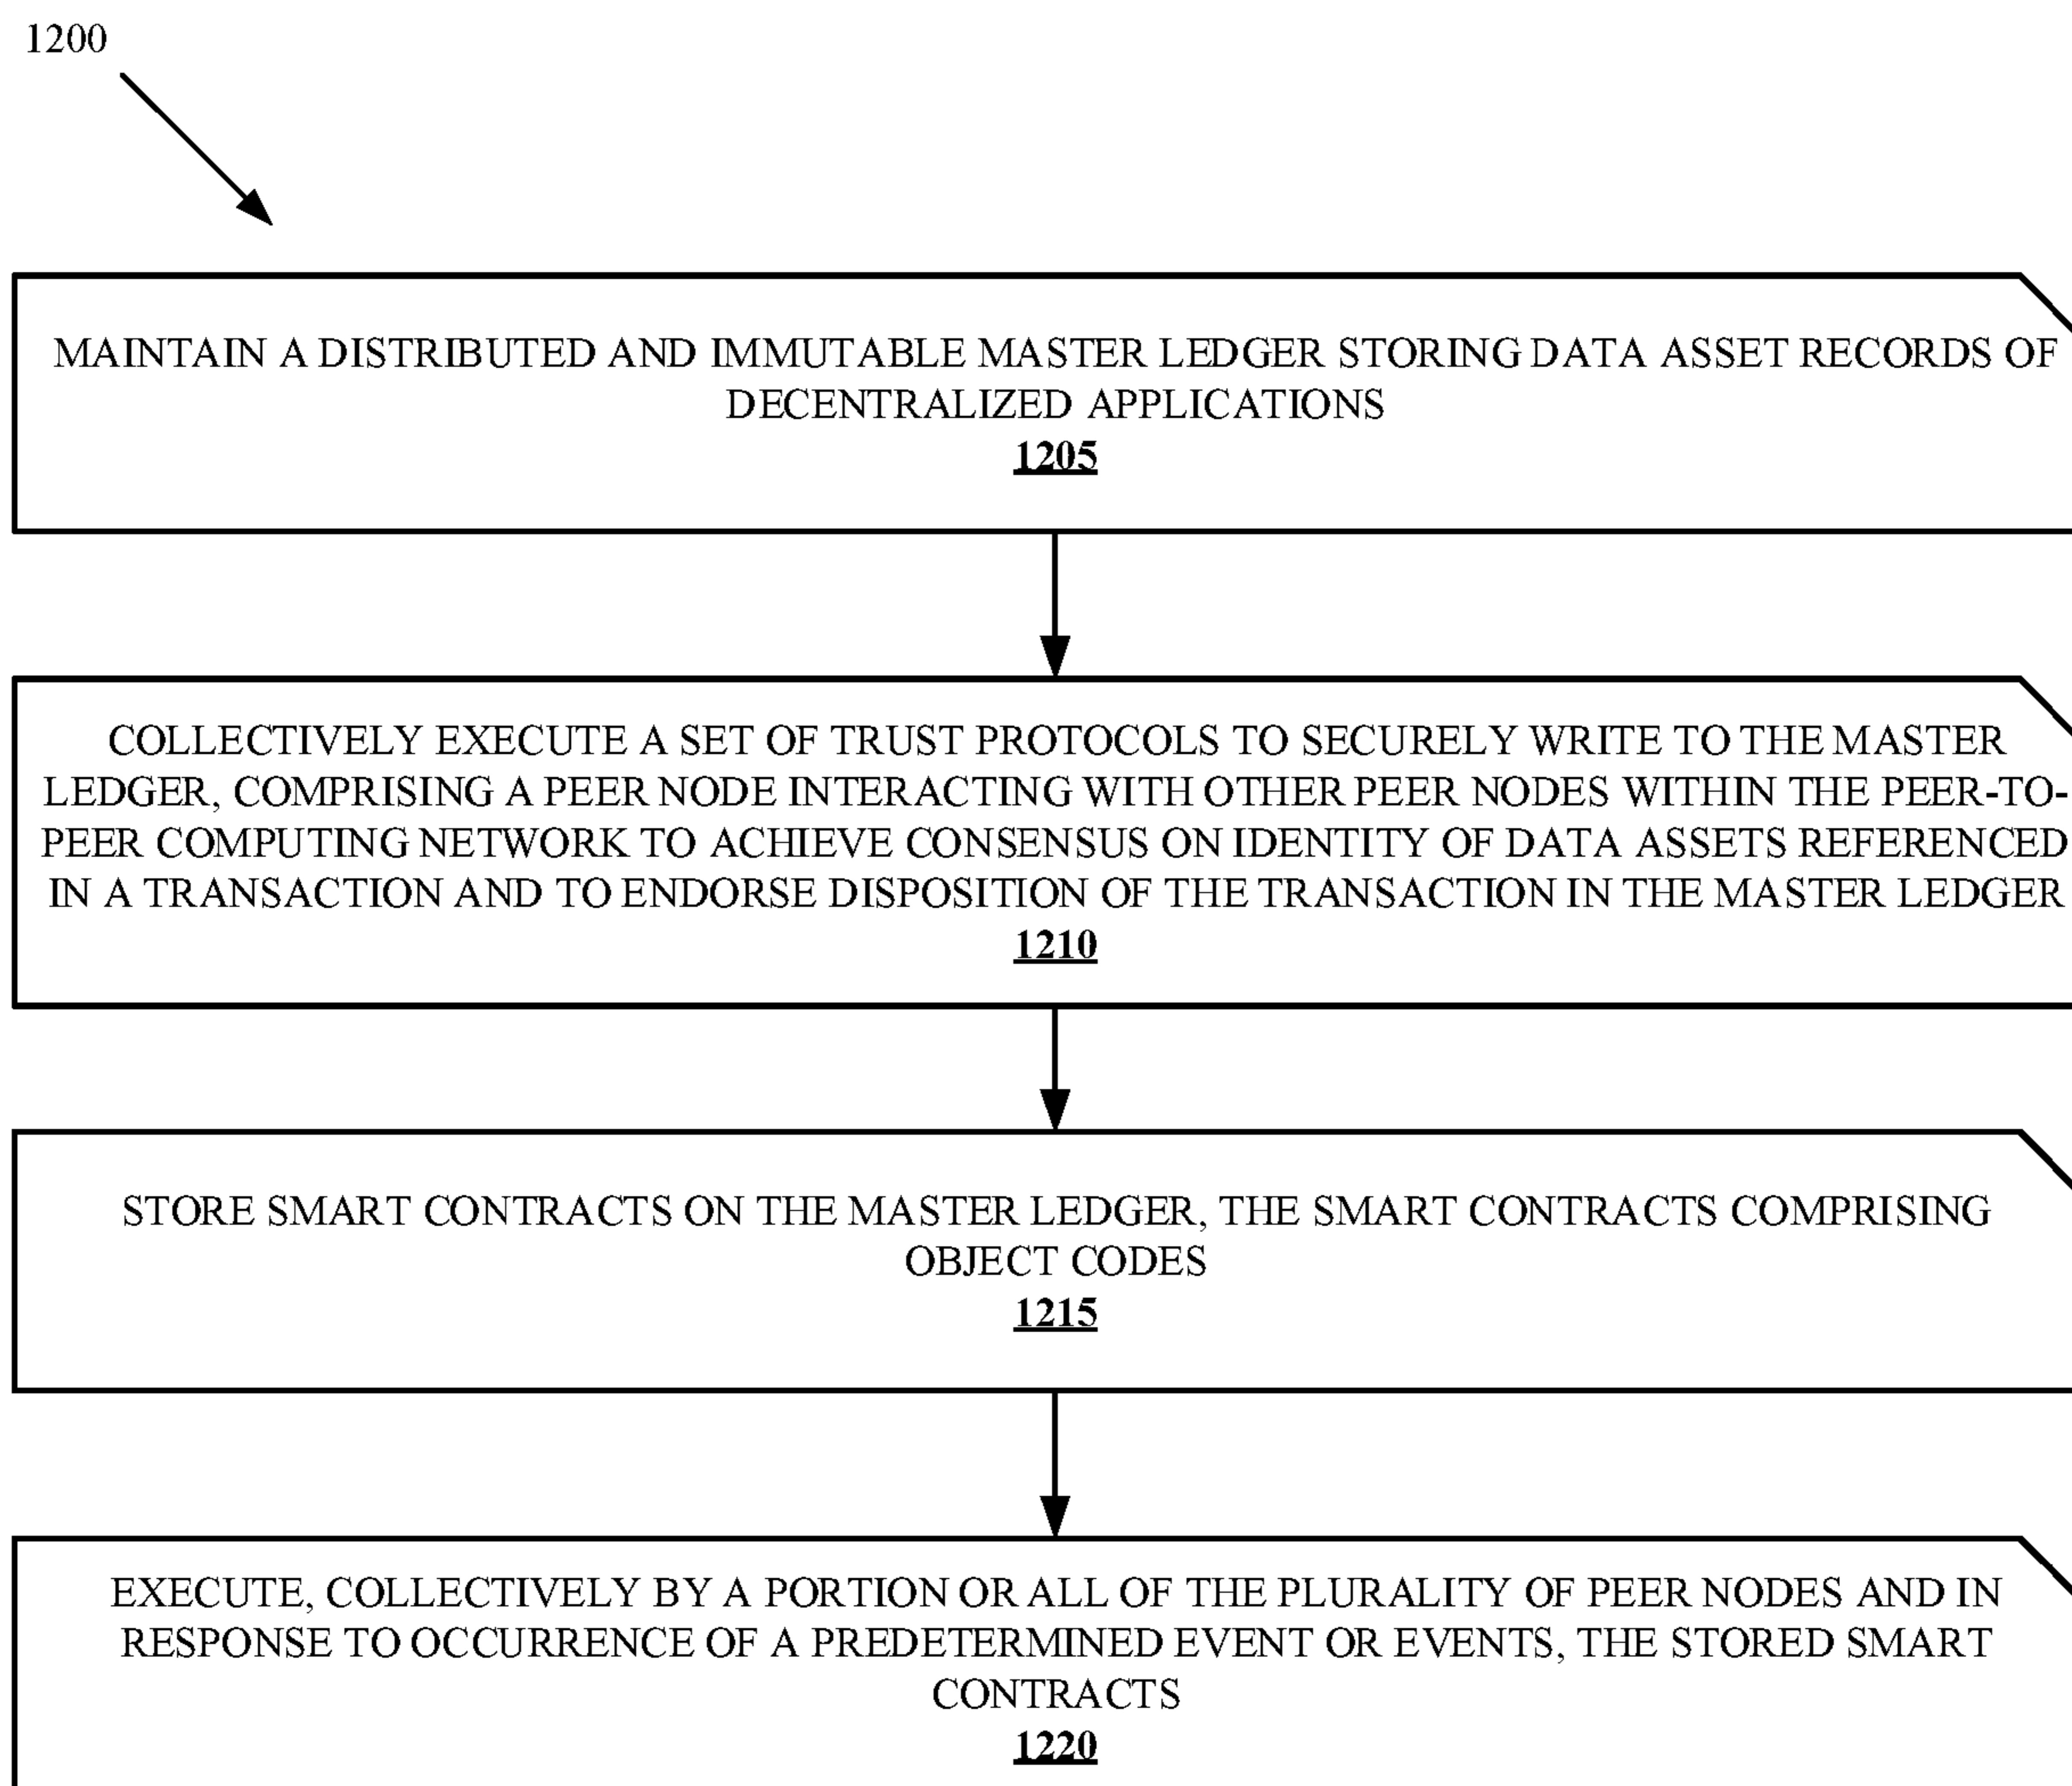 1200
MAINTAIN A DISTRIBUTED AND IMMUTABLE MASTER LEDGER STORING DATA ASSET RECORDS OF
DECENTRALIZED APPLICATIONS
1205
COLLECTIVELY EXECUTE A SET OF TRUST PROTOCOLS TO SECURELY WRITE TO THE MASTER
LEDGER, COMPRISING A PEER NODE INTERACTING WITH OTHER PEER NODES WITHIN THE PEER-TO-
PEER COMPUTING NETWORK TO ACHIEVE CONSENSUS ON IDENTITY OF DATA ASSETS REFERENCED
IN A TRANSACTION AND TO ENDORSE DISPOSITION OF THE TRANSACTION IN THE MASTER LEDGER
1210
STORE SMART CONTRACTS ON THE MASTER LEDGER, THE SMART CONTRACTS COMPRISING
OBJECT CODES
1215
EXECUTE, COLLECTIVELY BY A PORTION OR ALL OF THE PLURALITY OF PEER NODES AND IN
RESPONSE TO OCCURRENCE OF A PREDETERMINED EVENT OR EVENTS, THE STORED SMART
CONTRACTS
1220